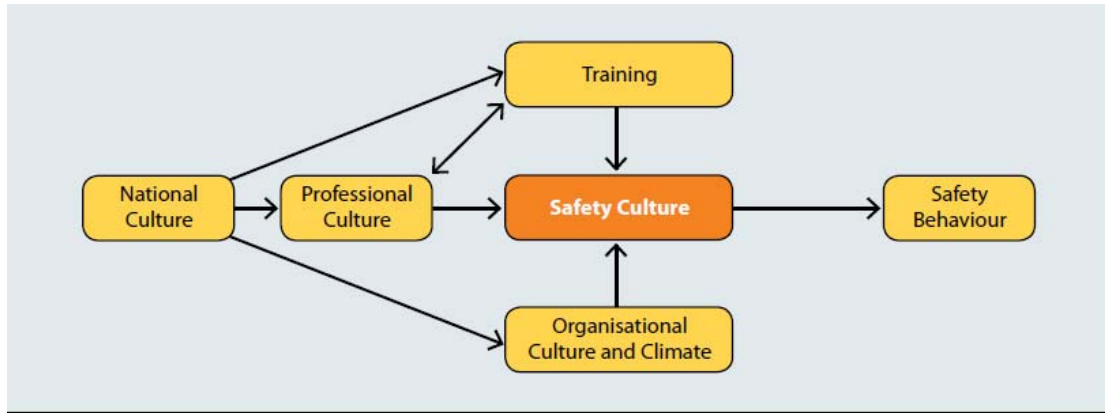 Training
National
Culture
Professional
Culture
Safety Culture
Safety
Behaviour
Organisational
Culture and Climate